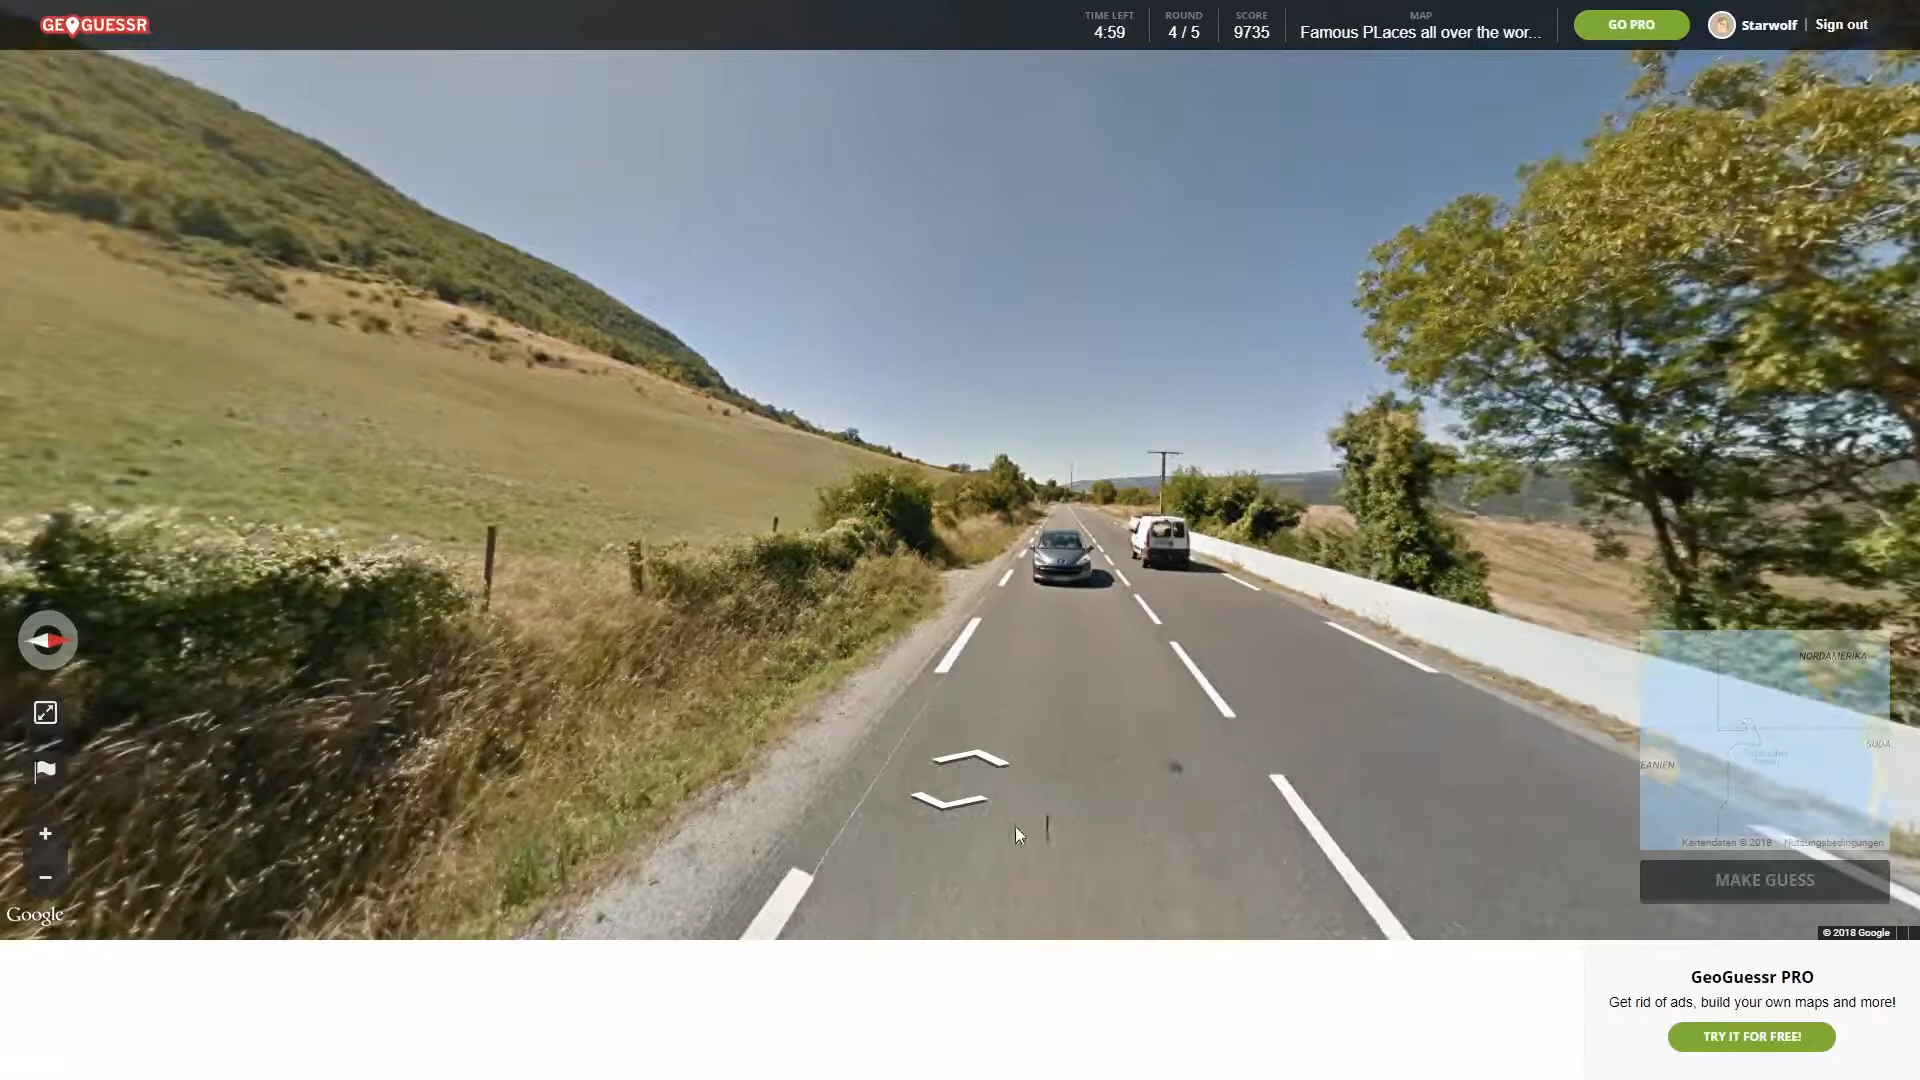 GEOGUESSR
TIME LEFT
4:59
ROUND
4 / 5
SCORE
9735
MAP
Famous PLaces all over the wor...
GO PRO
Starwolf
Sign out
NORDAMERIKA
SÜDA
EANIEN
Kartendaten © 2018
Nutzungsbedingungen
MAKE GUESS
Google
© 2018 Google
GeoGuessr PRO
Get rid of ads, build your own maps and more!
TRY IT FOR FREE!